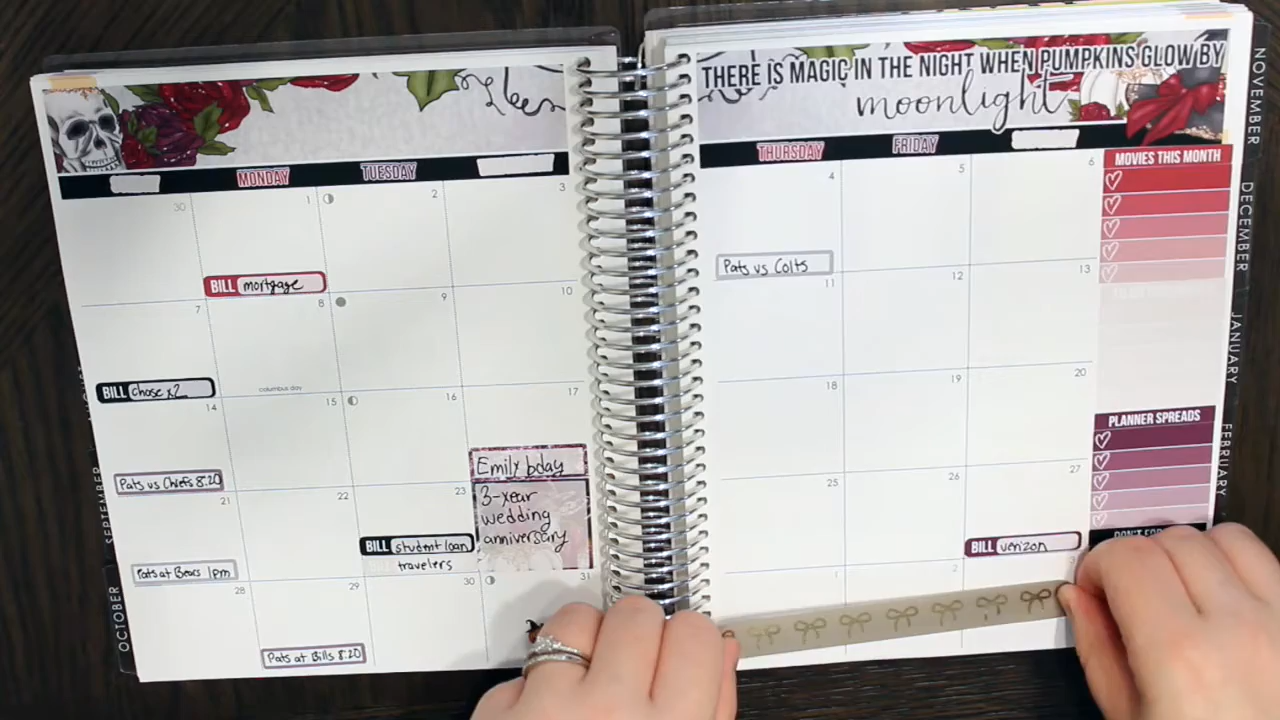 THERE IS MAGIC IN THE NIGHT WHEN PUMPKINS GLOW BY
moonlight
MONDAY
TUESDAY
THURSDAY
FRIDAY
MOVIES THIS MONTH
30
1
2
3
4
5
6
BILL mortgage
Pats vs Colts
7
8
9
10
11
12
13
BILL chase x2
columbus day
14
15
16
17
18
19
20
PLANNER SPREADS
Pats vs Chiefs 8:20
Emily bday
3-year
wedding
anniversary
21
22
23
25
26
27
Pats at Bears 1pm
BILL student loan
travelers
BILL verizon
28
29
30
31
1
2
Pats at Bills 8:20
SEPTEMBER
OCTOBER
NOVEMBER
DECEMBER
JANUARY
FEBRUARY